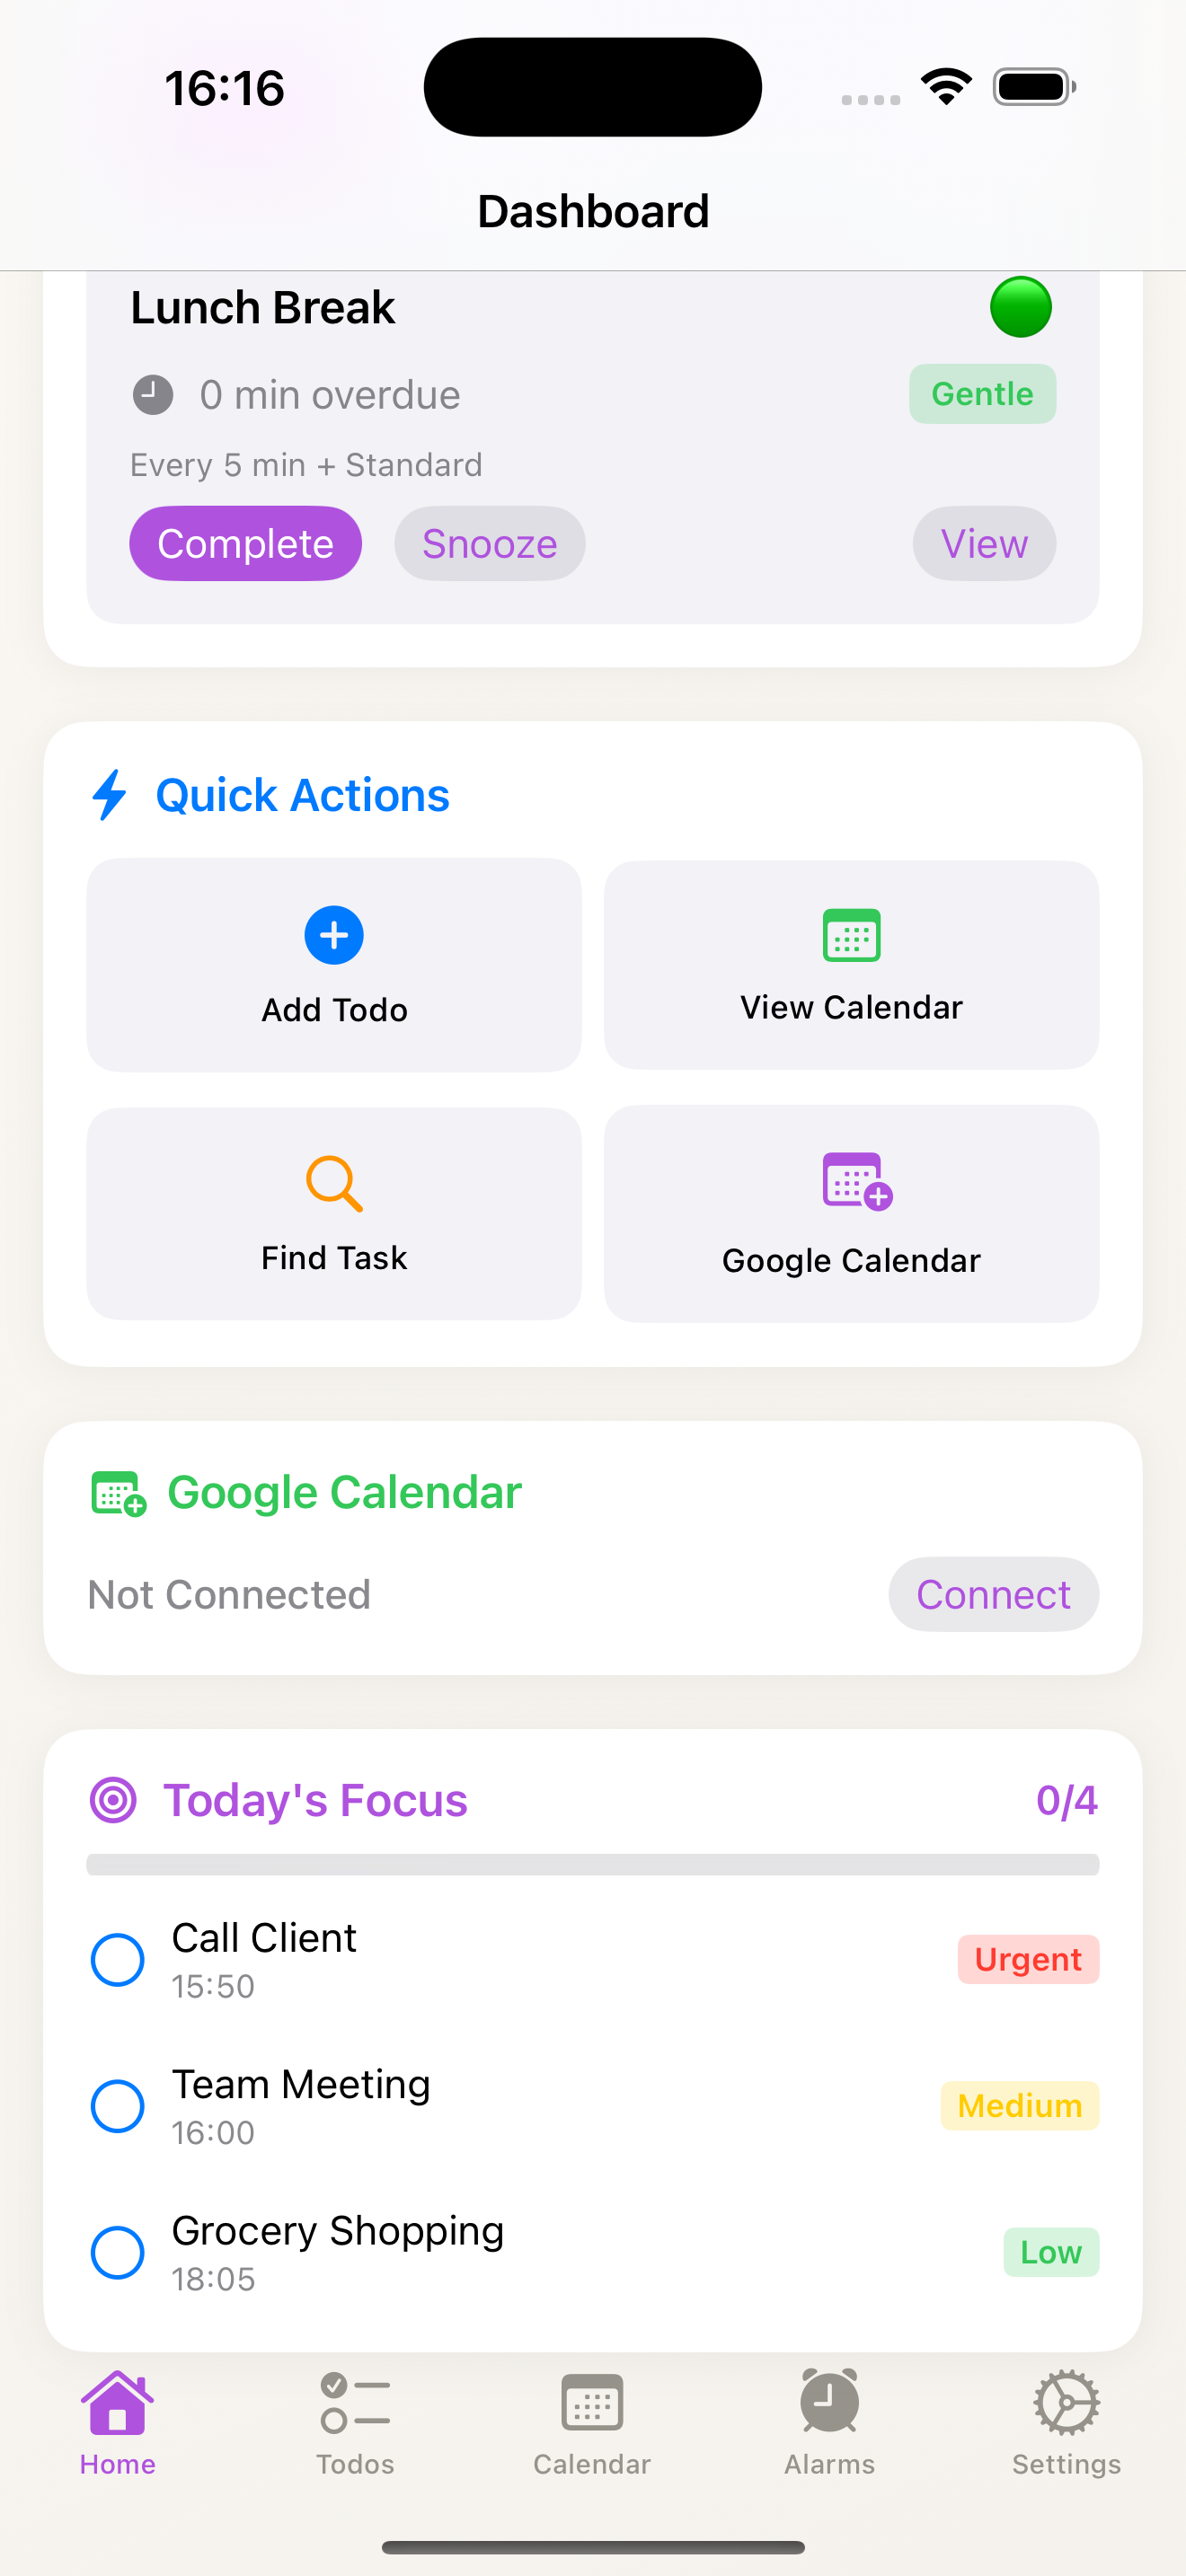 16:16
Dashboard
Lunch Break
0 min overdue
Gentle
Every 5 min + Standard
Complete
Snooze
View
Quick Actions
Add Todo
View Calendar
Find Task
Google Calendar
Google Calendar
Not Connected
Connect
Today's Focus
0/4
Call Client
15:50
Urgent
Team Meeting
16:00
Medium
Grocery Shopping
18:05
Low
Home
Todos
Calendar
Alarms
Settings